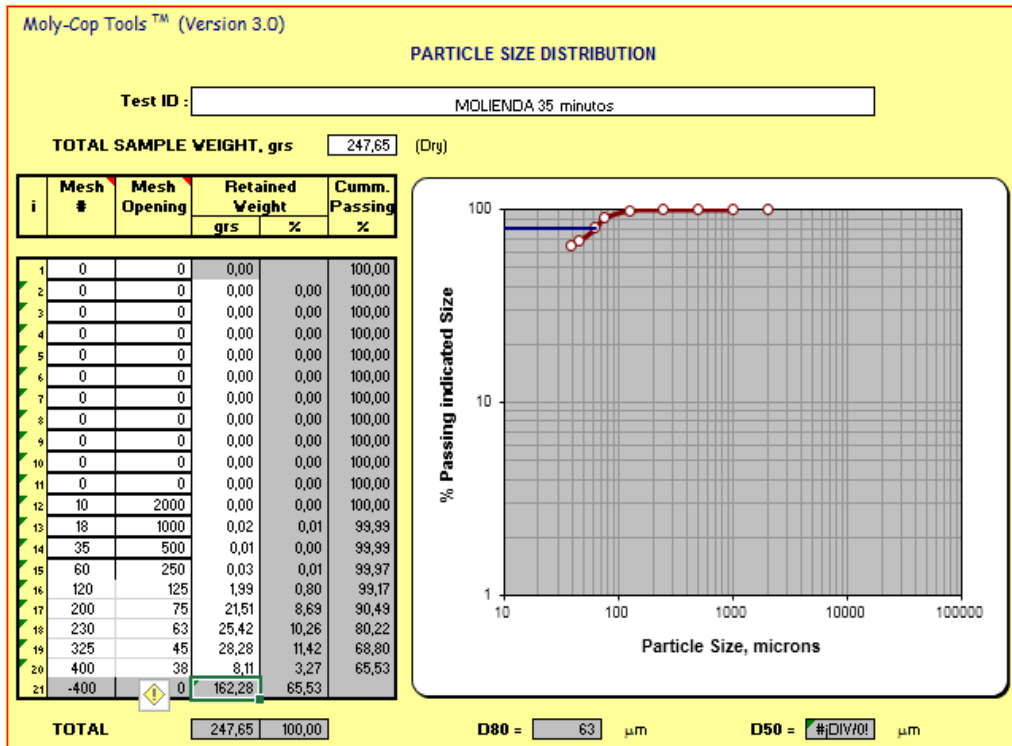 Moly-Cop Tools ™ (Version 3.0)
PARTICLE SIZE DISTRIBUTION
Test ID : MOLIENDA 35 minutos
TOTAL SAMPLE WEIGHT, grs 247,65 (Dry)
i Mesh # Mesh Opening Retained Weight Cumm. Passing
grs % %
1 0 0 0,00 100,00
2 0 0 0,00 0,00 100,00
3 0 0 0,00 0,00 100,00
4 0 0 0,00 0,00 100,00
5 0 0 0,00 0,00 100,00
6 0 0 0,00 0,00 100,00
7 0 0 0,00 0,00 100,00
8 0 0 0,00 0,00 100,00
9 0 0 0,00 0,00 100,00
10 0 0 0,00 0,00 100,00
11 0 0 0,00 0,00 100,00
12 10 2000 0,00 0,00 100,00
13 18 1000 0,02 0,01 99,99
14 35 500 0,01 0,00 99,99
15 60 250 0,03 0,01 99,97
16 120 125 1,99 0,80 99,17
17 200 75 21,51 8,69 90,49
18 230 63 25,42 10,26 80,22
19 325 45 28,28 11,42 68,80
20 400 38 8,11 3,27 65,53
21 -400 0 162,28 65,53
TOTAL 247,65 100,00
% Passing indicated Size
100
10
1
10 100 1000 10000 100000
Particle Size, microns
D80 = 63 µm D50 = #¡DIV/0! µm